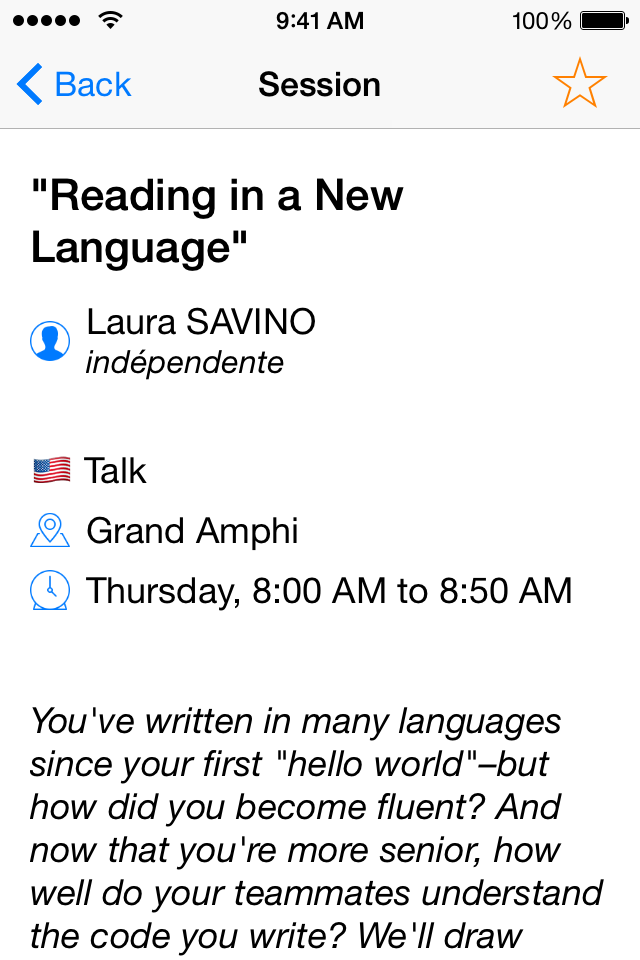 9:41 AM
100%
Back
Session
"Reading in a New
Language"
Laura SAVINO
indépendente
Talk
Grand Amphi
Thursday, 8:00 AM to 8:50 AM
You've written in many languages
since your first "hello world"–but
how did you become fluent? And
now that you're more senior, how
well do your teammates understand
the code you write? We'll draw